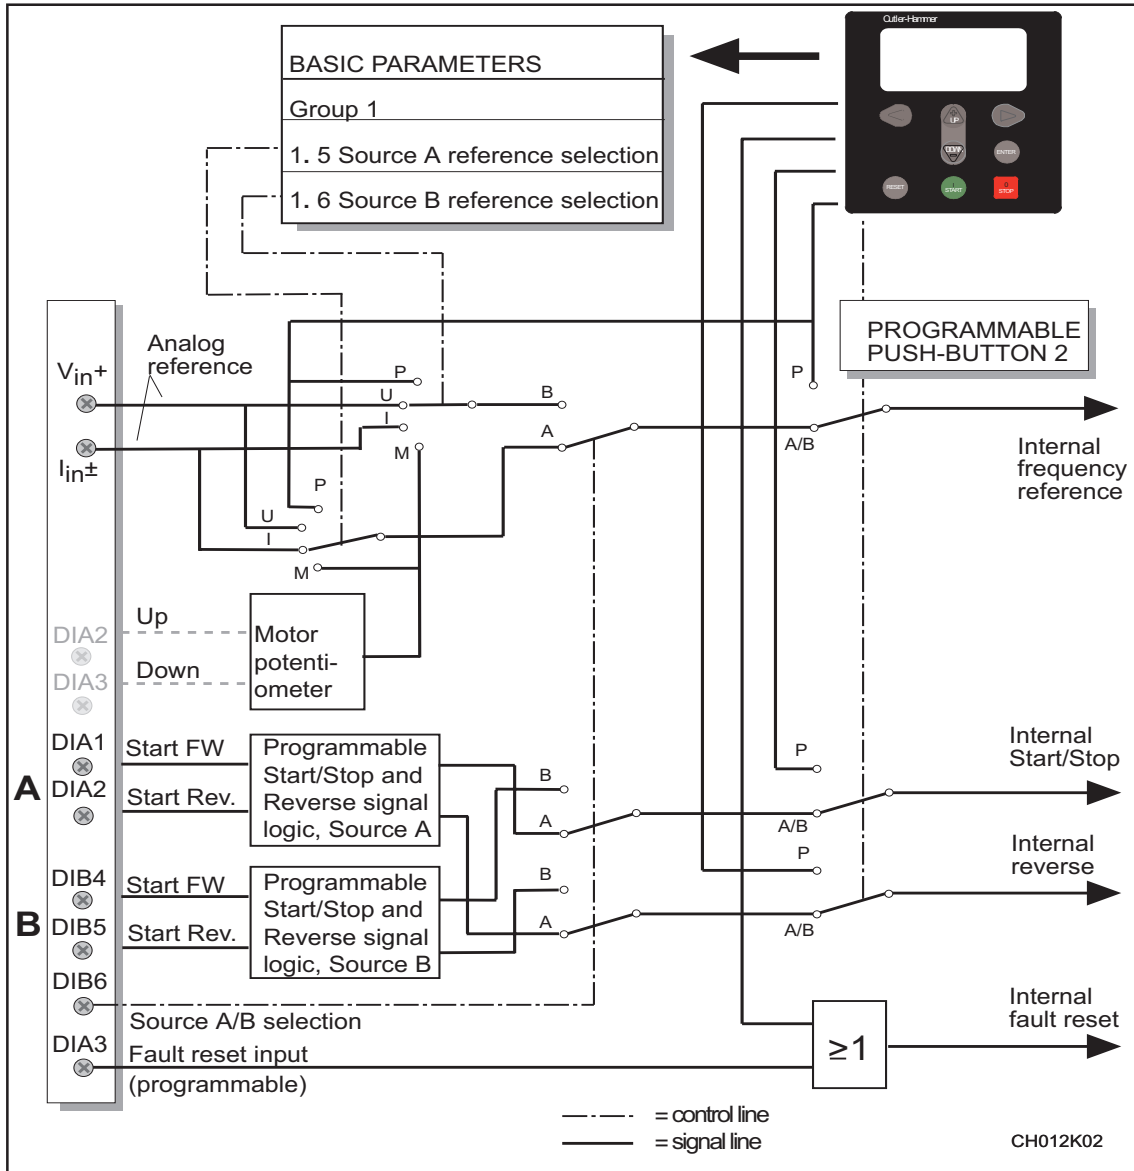 Cutler-Hammer
BASIC PARAMETERS
Group 1
1. 5 Source A reference selection
1. 6 Source B reference selection
UP
DOWN
ENTER
RESET
START
STOP
PROGRAMMABLE
PUSH-BUTTON 2
Analog
reference
Vin+
Iin±
P
U
I
M
B
A
P
A/B
Internal
frequency
reference
P
U
I
M
DIA2
Up
DIA3
Down
Motor
potenti-
ometer
A
DIA1
Start FW
DIA2
Start Rev.
Programmable
Start/Stop and
Reverse signal
logic, Source A
B
A
P
A/B
Internal
Start/Stop
B
DIB4
Start FW
DIB5
Start Rev.
Programmable
Start/Stop and
Reverse signal
logic, Source B
B
A
P
A/B
Internal
reverse
DIB6
Source A/B selection
DIA3
Fault reset input
(programmable)
≥1
Internal
fault reset
= control line
= signal line
CH012K02